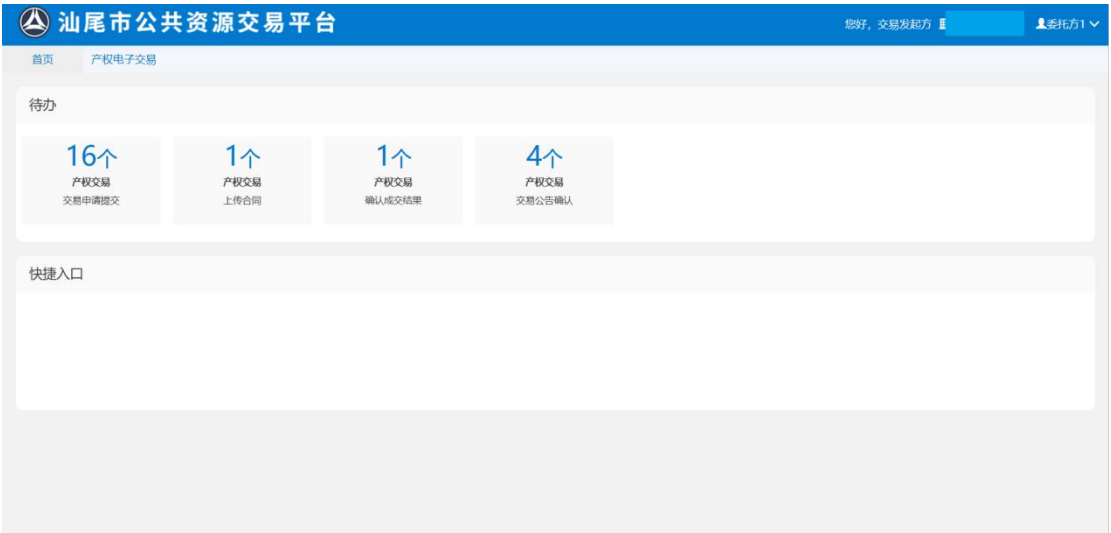 汕尾市公共资源交易平台
您好，交易发起方
委托方1
首页 产权电子交易
待办
16个 1个 1个 4个
产权交易 产权交易 产权交易 产权交易
交易申请提交 上传合同 确认成交结果 交易公告确认
快捷入口